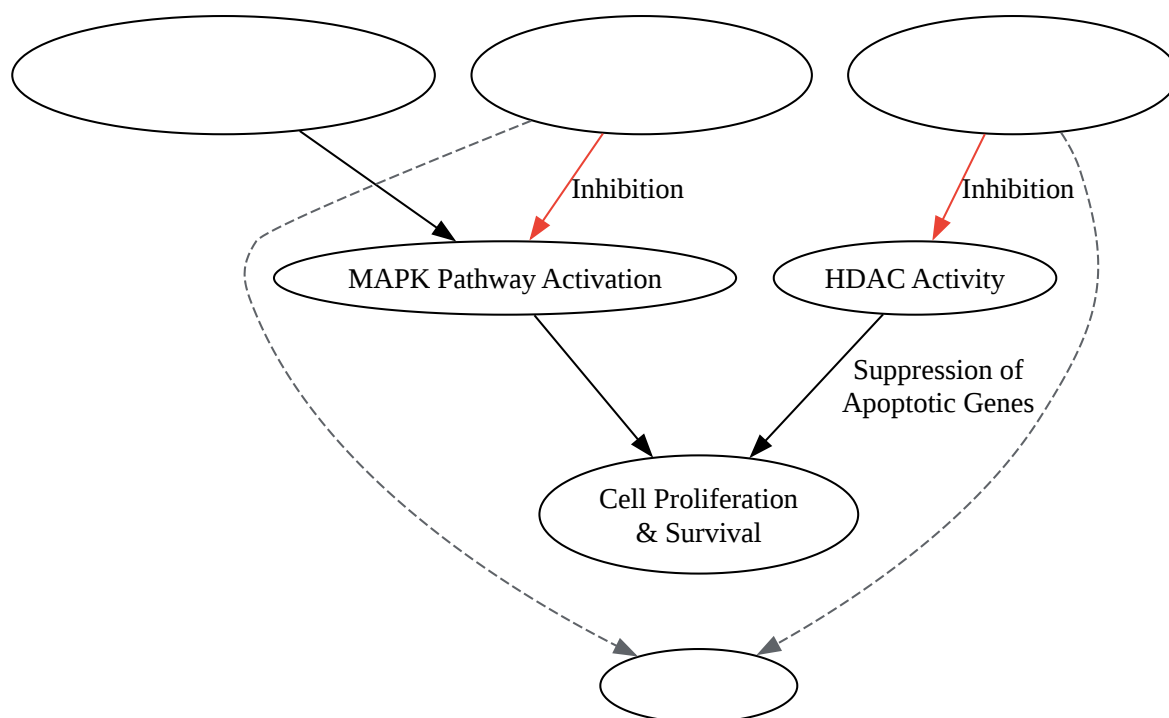 Inhibition
Inhibition
MAPK Pathway Activation
HDAC Activity
Suppression of
Apoptotic Genes
Cell Proliferation
& Survival